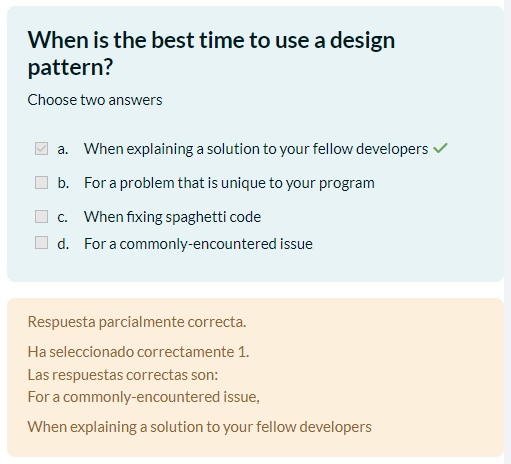 When is the best time to use a design
pattern?
Choose two answers
a. When explaining a solution to your fellow developers
b. For a problem that is unique to your program
c. When fixing spaghetti code
d. For a commonly-encountered issue
Respuesta parcialmente correcta.
Ha seleccionado correctamente 1.
Las respuestas correctas son:
For a commonly-encountered issue,
When explaining a solution to your fellow developers